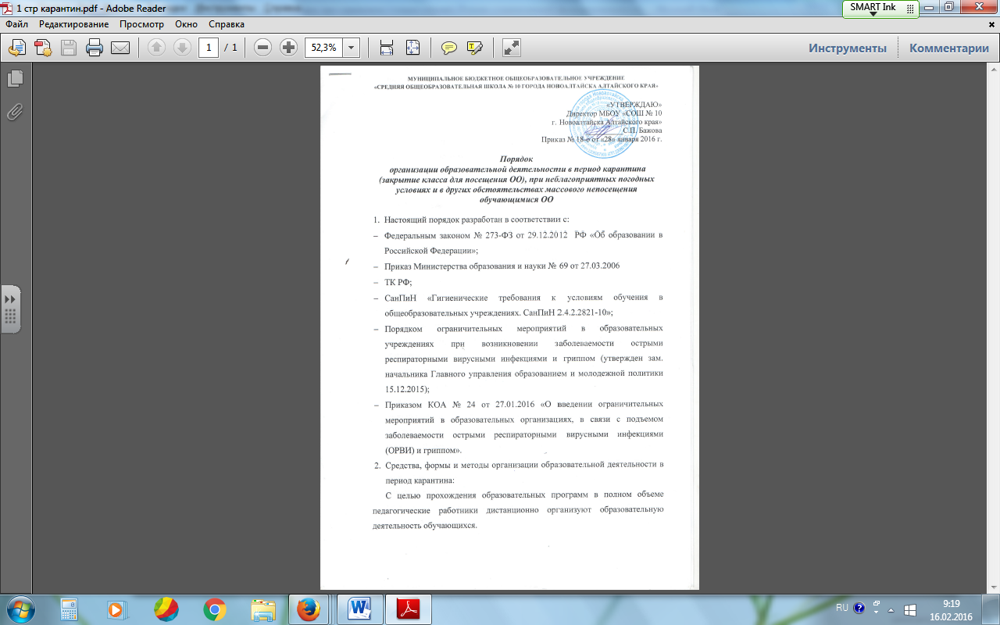 1 стр карантин.pdf - Adobe Reader
SMART Ink
Файл Редактирование Просмотр Окно Справка
1 / 1 52,3% Инструменты Комментарии
МУНИЦИПАЛЬНОЕ БЮДЖЕТНОЕ ОБЩЕОБРАЗОВАТЕЛЬНОЕ УЧРЕЖДЕНИЕ
«СРЕДНЯЯ ОБЩЕОБРАЗОВАТЕЛЬНАЯ ШКОЛА № 10 ГОРОДА НОВОАЛТАЙСКА АЛТАЙСКОГО КРАЯ»
«УТВЕРЖДАЮ»
Директор МБОУ «СОШ № 10
г. Новоалтайска Алтайского края»
С.П. Бажова
Приказ № 18-о от «28» января 2016 г.
Порядок
организации образовательной деятельности в период карантина
(закрытие класса для посещения ОО), при неблагоприятных погодных
условиях и в других обстоятельствах массового непосещения
обучающимися ОО
1. Настоящий порядок разработан в соответствии с:
– Федеральным законом № 273-ФЗ от 29.12.2012 РФ «Об образовании в
Российской Федерации»;
– Приказ Министерства образования и науки № 69 от 27.03.2006
– ТК РФ;
– СанПиН «Гигиенические требования к условиям обучения в
общеобразовательных учреждениях. СанПиН 2.4.2.2821-10»;
– Порядком ограничительных мероприятий в образовательных
учреждениях при возникновении заболеваемости острыми
респираторными вирусными инфекциями и гриппом (утвержден зам.
начальника Главного управления образованием и молодежной политики
15.12.2015);
– Приказом КОА № 24 от 27.01.2016 «О введении ограничительных
мероприятий в образовательных организациях, в связи с подъемом
заболеваемости острыми респираторными вирусными инфекциями
(ОРВИ) и гриппом».
2. Средства, формы и методы организации образовательной деятельности в
период карантина:
С целью прохождения образовательных программ в полном объеме
педагогические работники дистанционно организуют образовательную
деятельность обучающихся.
RU 9:19
16.02.2016